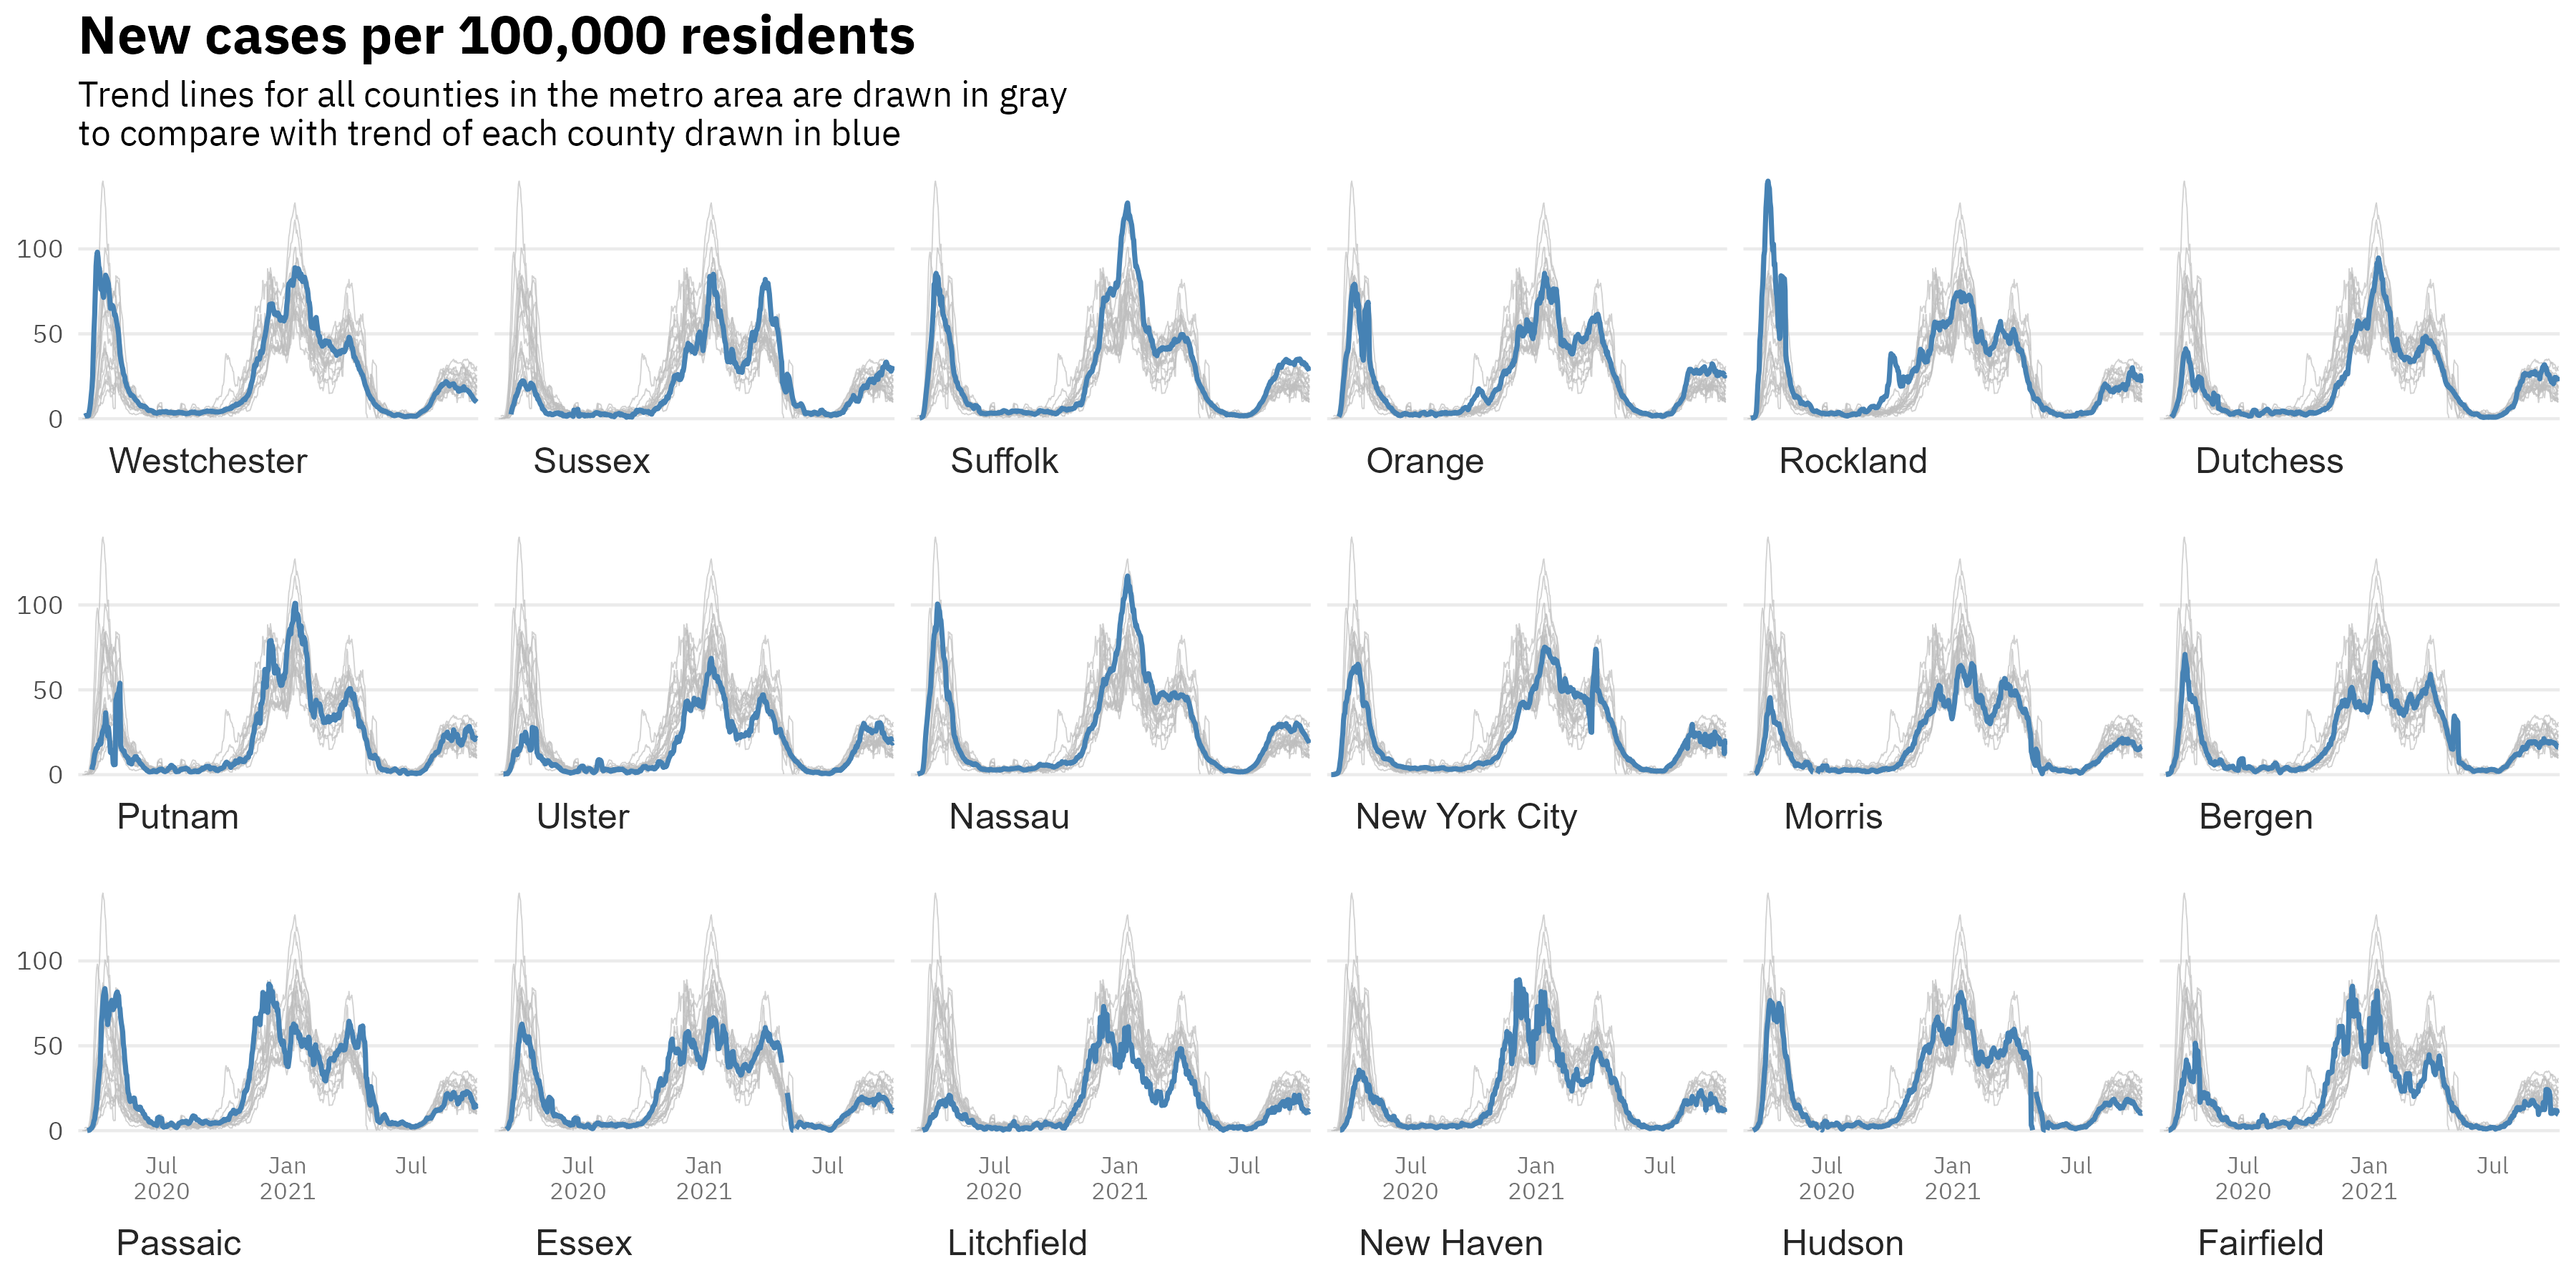 New cases per 100,000 residents
Trend lines for all counties in the metro area are drawn in gray
to compare with trend of each county drawn in blue
100
50
0
Westchester
Sussex
Suffolk
Orange
Rockland
Dutchess
100
50
0
Putnam
Ulster
Nassau
New York City
Morris
Bergen
100
50
0
Jul
2020
Jan
2021
Jul
Jul
2020
Jan
2021
Jul
Jul
2020
Jan
2021
Jul
Jul
2020
Jan
2021
Jul
Jul
2020
Jan
2021
Jul
Jul
2020
Jan
2021
Jul
Passaic
Essex
Litchfield
New Haven
Hudson
Fairfield